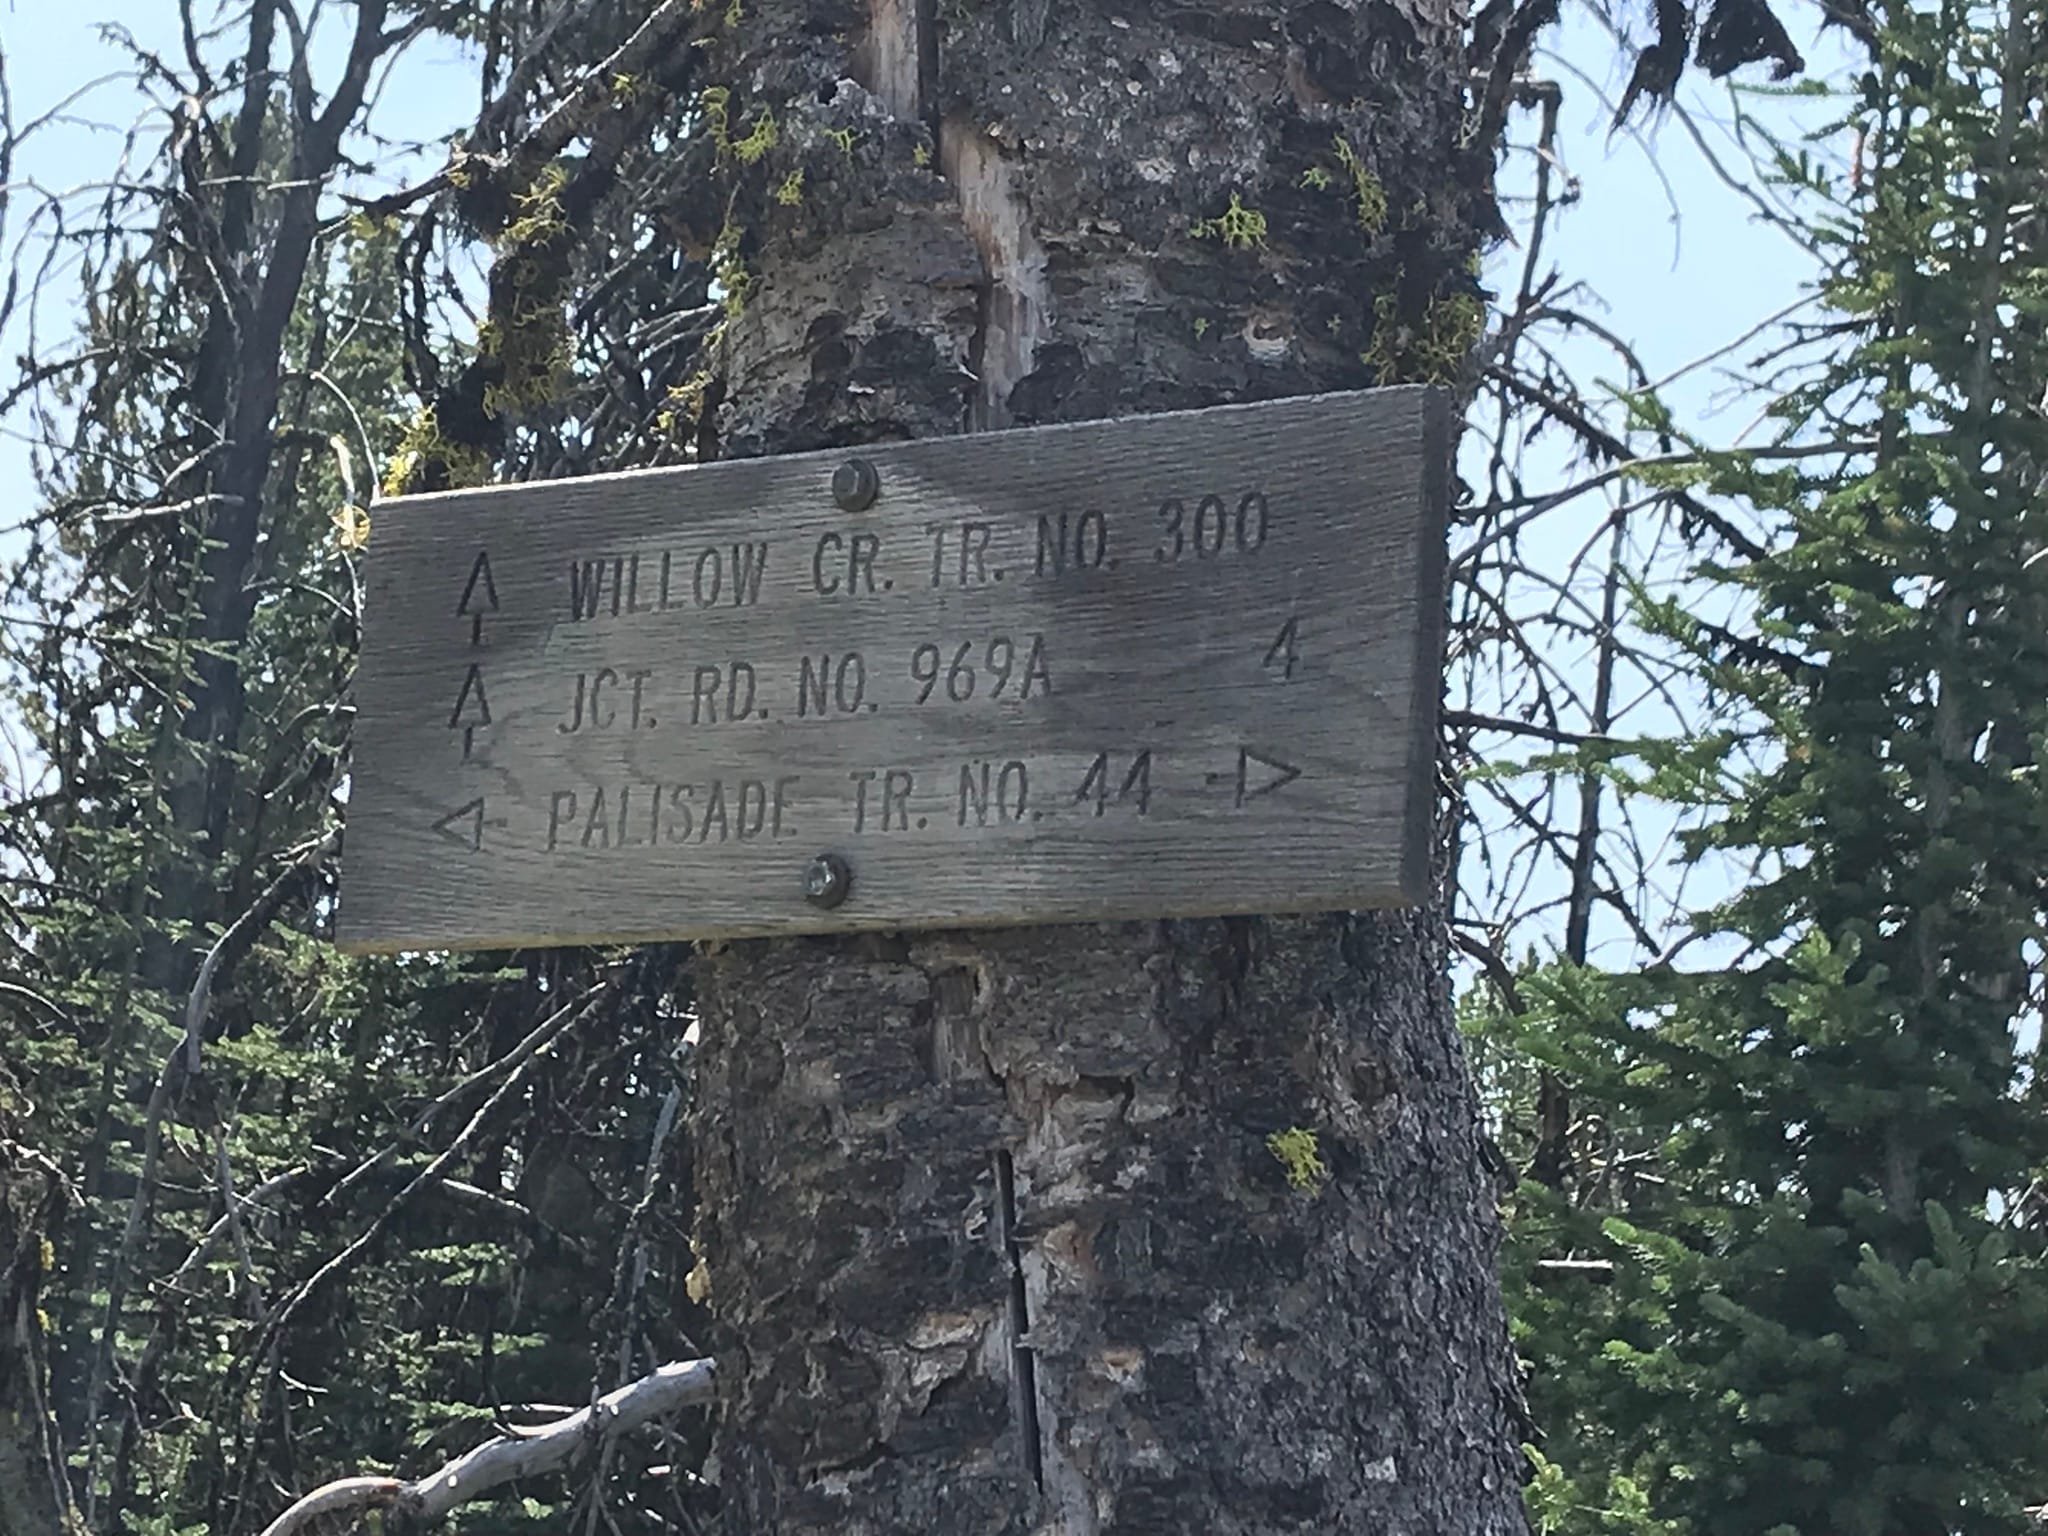 WILLOW CR. TR. NO. 300
JCT. RD. NO. 969A 4
PALISADE TR. NO. 44